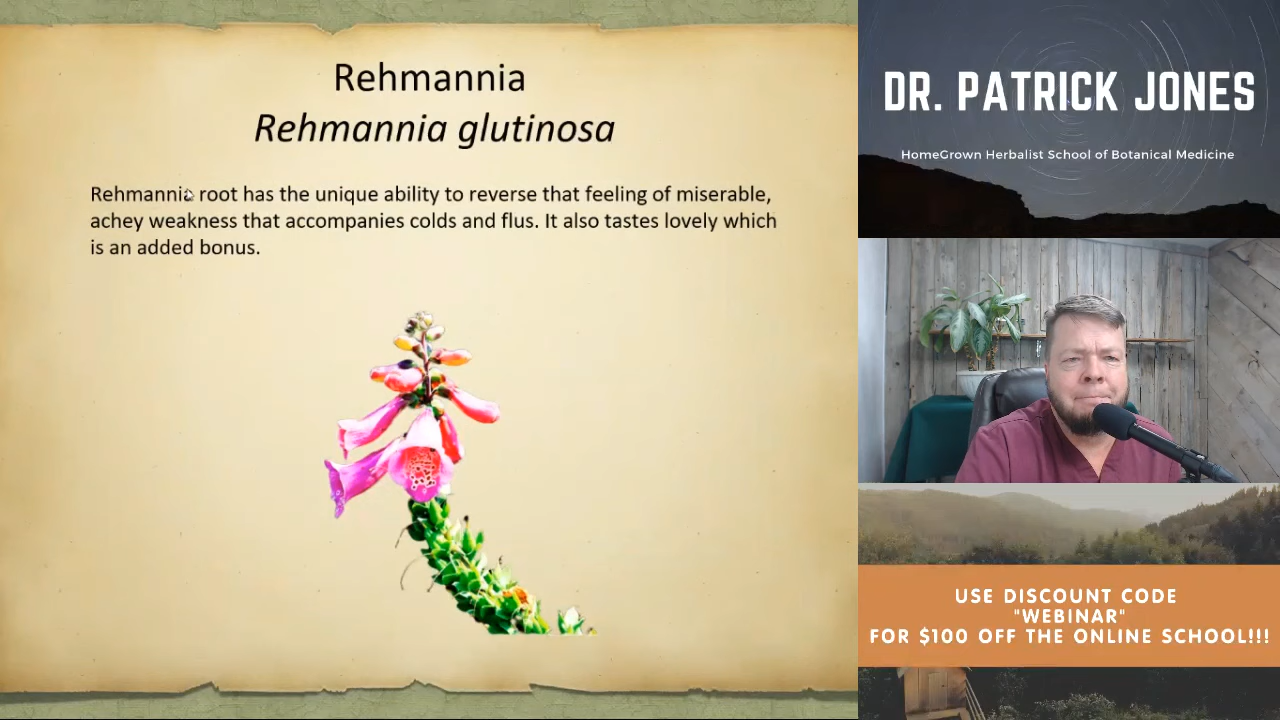 Rehmannia
Rehmannia glutinosa
Rehmannia root has the unique ability to reverse that feeling of miserable,
achey weakness that accompanies colds and flus. It also tastes lovely which
is an added bonus.
DR. PATRICK JONES
HomeGrown Herbalist School of Botanical Medicine
USE DISCOUNT CODE
"WEBINAR"
FOR $100 OFF THE ONLINE SCHOOL!!!